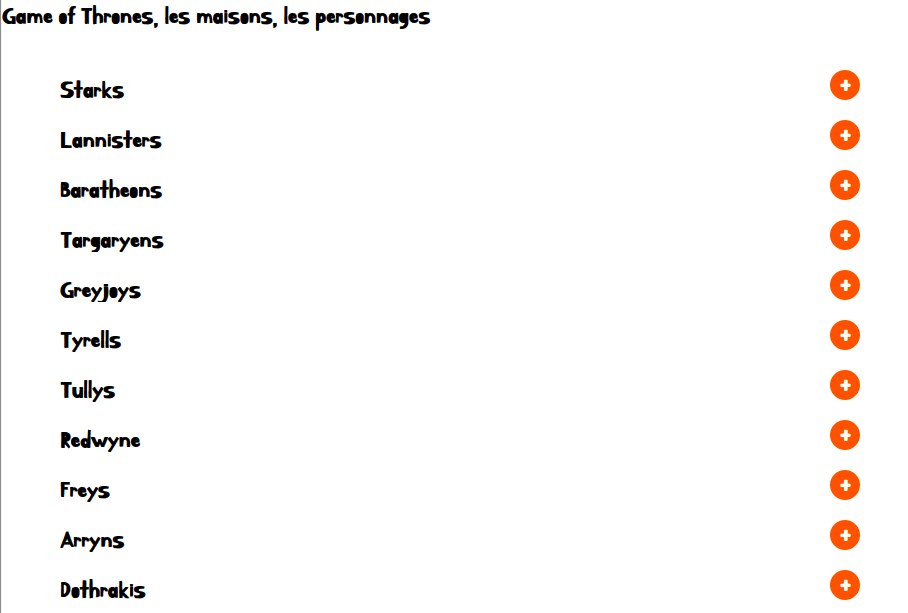 Game of Thrones, les maisons, les personnages
Starks
Lannisters
Baratheons
Targaryens
Greyjoys
Tyrells
Tullys
Redwyne
Freys
Arryns
Dothrakis